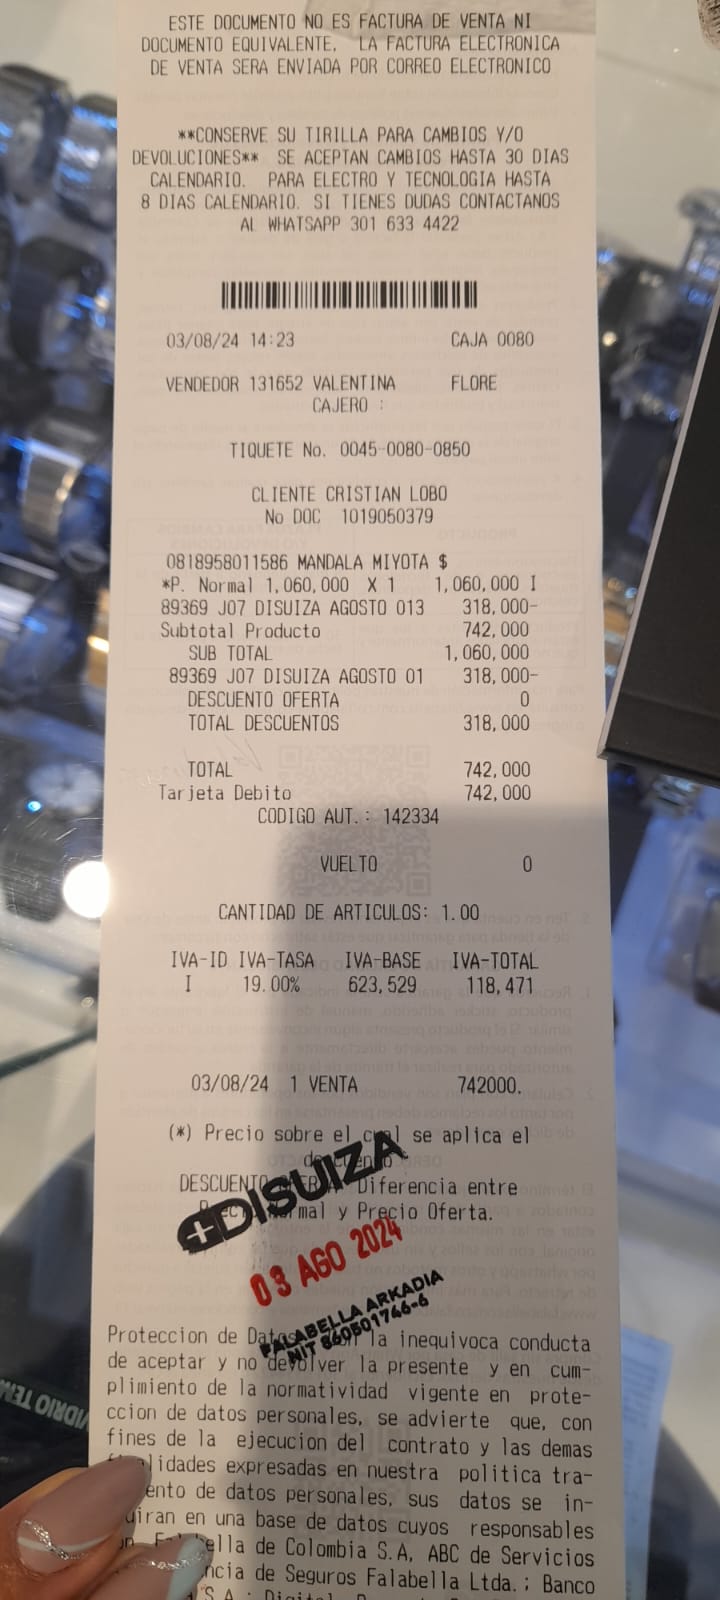 ESTE DOCUMENTO NO ES FACTURA DE VENTA NI
DOCUMENTO EQUIVALENTE, LA FACTURA ELECTRONICA
DE VENTA SERA ENVIADA POR CORREO ELECTRONICO
**CONSERVE SU TIRILLA PARA CAMBIOS Y/O
DEVOLUCIONES** SE ACEPTAN CAMBIOS HASTA 30 DIAS
CALENDARIO. PARA ELECTRO Y TECNOLOGIA HASTA
8 DIAS CALENDARIO. SI TIENES DUDAS CONTACTANOS
AL WHATSAPP 301 633 4422
03/08/24 14:23 CAJA 0080
VENDEDOR 131652 VALENTINA FLORE
CAJERO :
TIQUETE No. 0045-0080-0850
CLIENTE CRISTIAN LOBO
No DOC 1019050379
0818958011586 MANDALA MIYOTA $
*P. Normal 1,060,000 X 1 1,060,000 I
89369 J07 DISUIZA AGOSTO 013 318,000-
Subtotal Producto 742,000
SUB TOTAL 1,060,000
89369 J07 DISUIZA AGOSTO 01 318,000-
DESCUENTO OFERTA 0
TOTAL DESCUENTOS 318,000
TOTAL 742,000
Tarjeta Debito 742,000
CODIGO AUT.: 142334
VUELTO 0
CANTIDAD DE ARTICULOS: 1.00
IVA-ID IVA-TASA IVA-BASE IVA-TOTAL
I 19.00% 623,529 118,471
03/08/24 1 VENTA 742000.
(*) Precio sobre el cual se aplica el
descuento
DESCUENTO Diferencia entre
Normal y Precio Oferta.
DISUIZA
03 AGO 2024
FALABELLA ARKADIA
NIT 860501746-6
Proteccion de Datos la inequivoca conducta
de aceptar y no devolver la presente y en cum-
plimiento de la normatividad vigente en prote-
ccion de datos personales, se advierte que, con
fines de la ejecucion del contrato y las demas
finalidades expresadas en nuestra politica tra-
ento de datos personales, sus datos se in-
uiran en una base de datos cuyos responsables
Falabella de Colombia S.A, ABC de Servicios
ncia de Seguros Falabella Ltda.; Banco
S.A.;
VIDRIO TEM